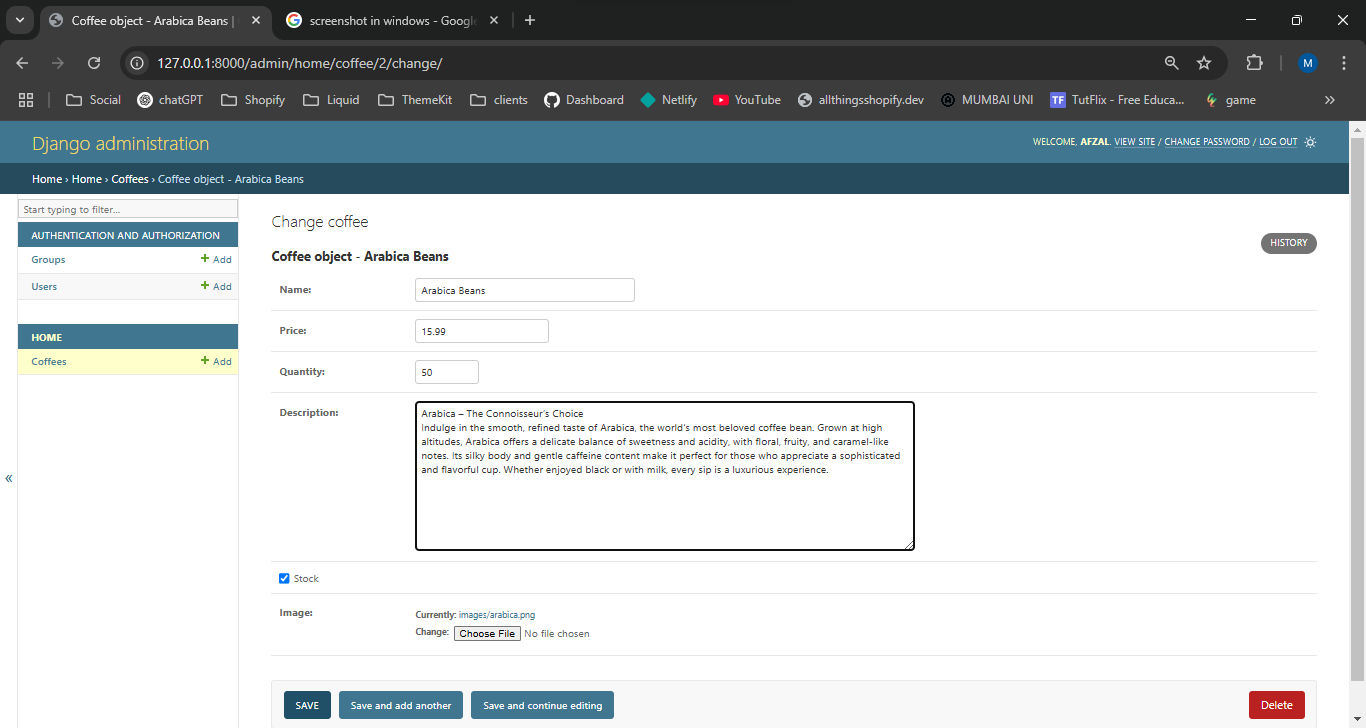 Coffee object - Arabica Beans |
screenshot in windows - Google
127.0.0.1:8000/admin/home/coffee/2/change/
M
Social
chatGPT
Shopify
Liquid
ThemeKit
clients
Dashboard
Netlify
YouTube
allthingsshopify.dev
MUMBAI UNI
TF TutFlix - Free Educa...
game
»
Django administration
WELCOME, AFZAL. VIEW SITE / CHANGE PASSWORD / LOG OUT
Home › Home › Coffees › Coffee object - Arabica Beans
Start typing to filter...
AUTHENTICATION AND AUTHORIZATION
Groups + Add
Users + Add
HOME
Coffees + Add
«
Change coffee
HISTORY
Coffee object - Arabica Beans
Name: Arabica Beans
Price: 15.99
Quantity: 50
Description:
Arabica – The Connoisseur's Choice
Indulge in the smooth, refined taste of Arabica, the world's most beloved coffee bean. Grown at high
altitudes, Arabica offers a delicate balance of sweetness and acidity, with floral, fruity, and caramel-like
notes. Its silky body and gentle caffeine content make it perfect for those who appreciate a sophisticated
and flavorful cup. Whether enjoyed black or with milk, every sip is a luxurious experience.
Stock
Image:
Currently: images/arabica.png
Change: Choose File No file chosen
SAVE
Save and add another
Save and continue editing
Delete